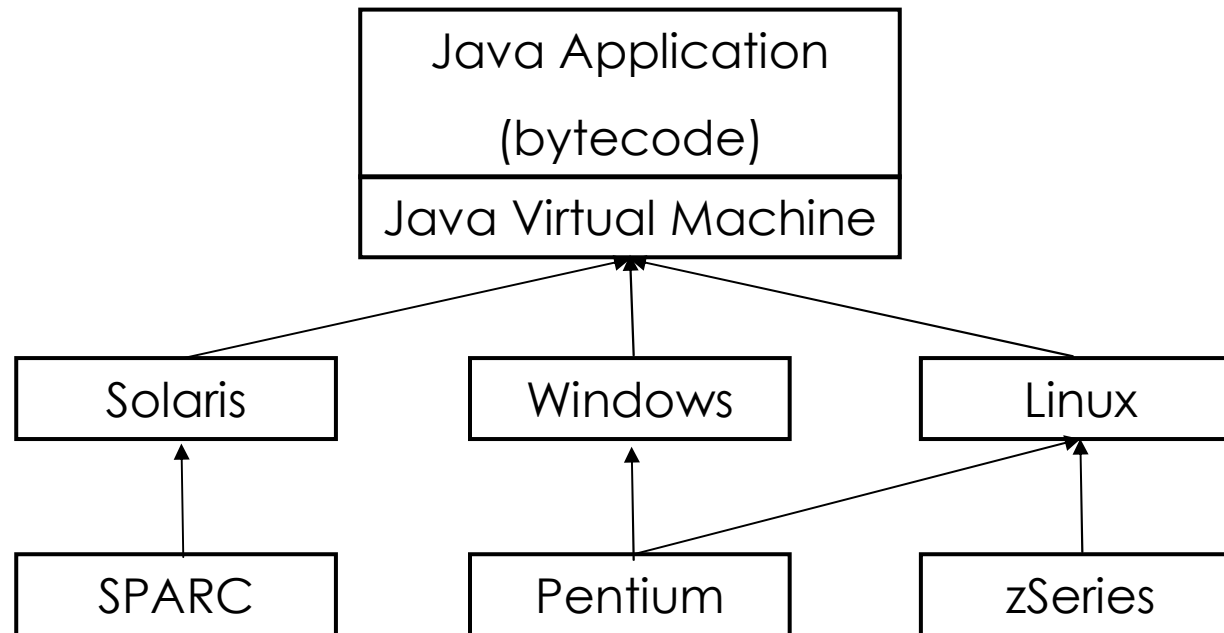 Java Application
(bytecode)
Java Virtual Machine
Solaris
Windows
Linux
SPARC
Pentium
zSeries